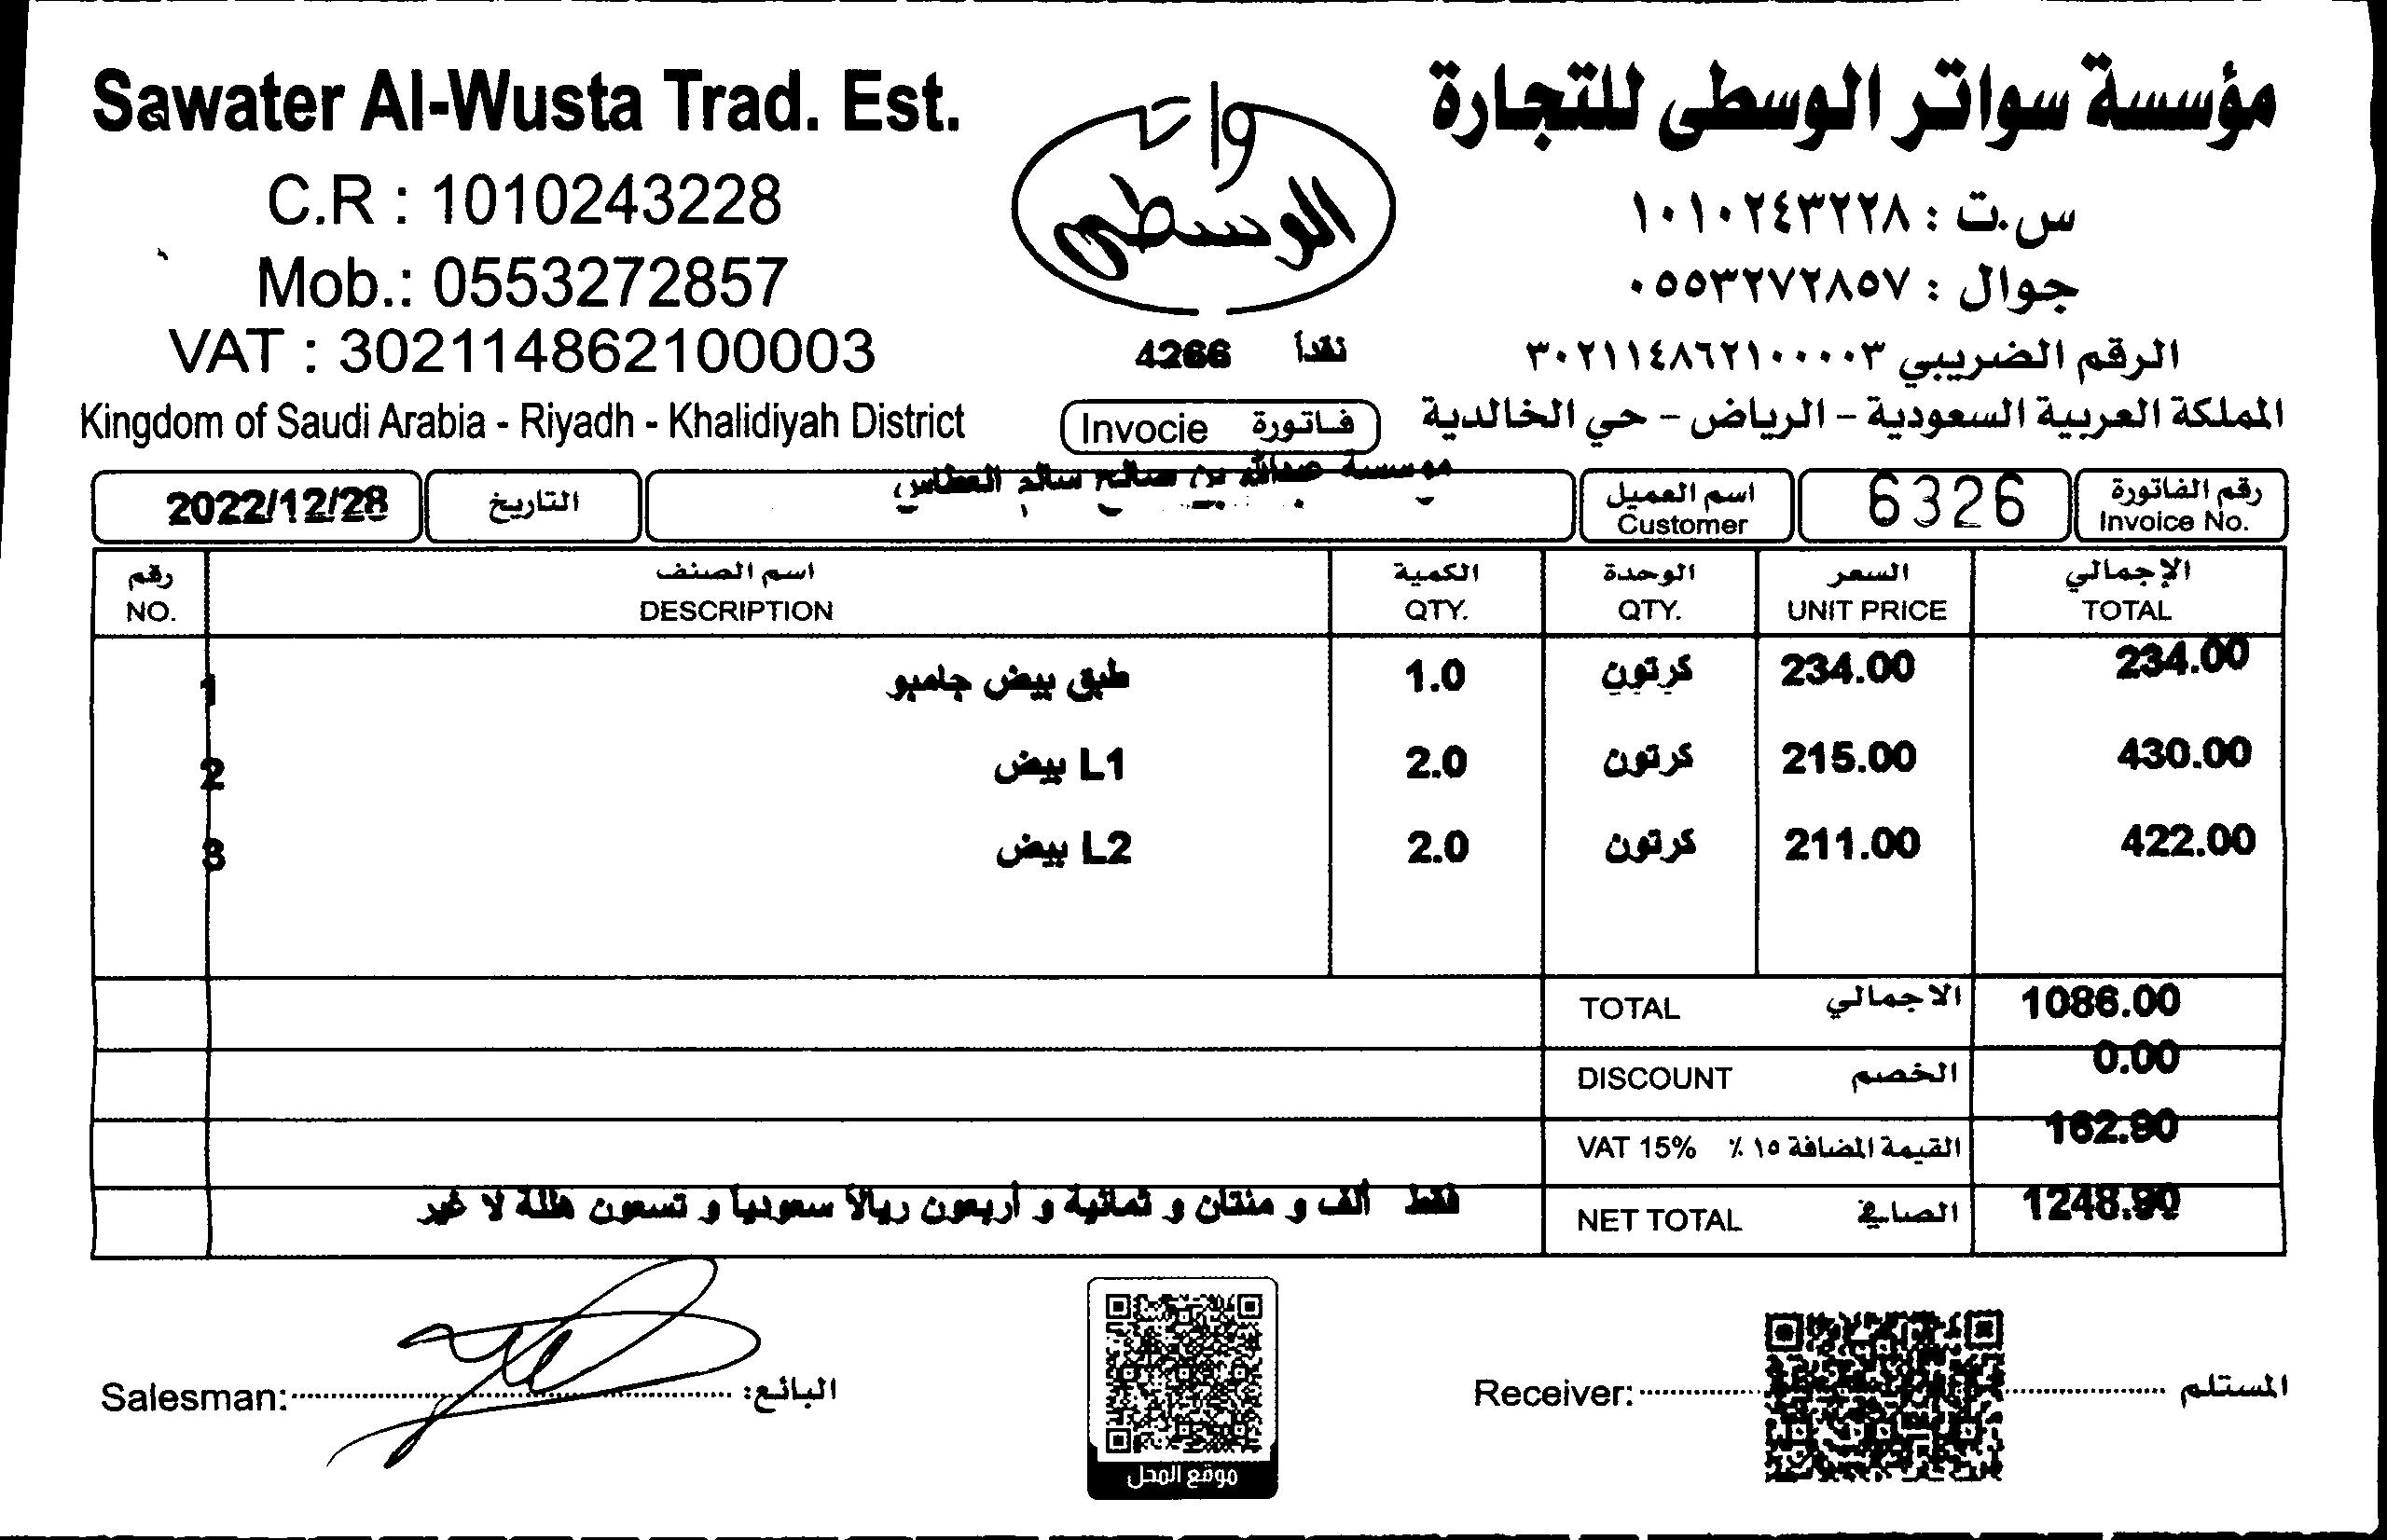 Sawater Al-Wusta Trad. Est.
C.R : 1010243228
Mob.: 0553272857
VAT : 302114862100003
Kingdom of Saudi Arabia - Riyadh - Khalidiyah District
الوسطى
4266 نقداً
Invocie فاتورة
مؤسسة سواتر الوسطى للتجارة
س.ت : ١٠١٠٢٤٣٢٢٨
جوال : ٠٥٥٣٢٧٢٨٥٧
الرقم الضريبي ٣٠٢١١٤٨٦٢١٠٠٠٠٣
المملكة العربية السعودية - الرياض - حي الخالدية
رقم الفاتورة
Invoice No.
6326
اسم العميل
Customer
موسسة عبدالله بن صالح سالم العطاس
التاريخ
2022/12/28
رقم اسم الصنف الكمية الوحدة السعر الإجمالي
NO. DESCRIPTION QTY. QTY. UNIT PRICE TOTAL
1 طبق بيض جامبو 1.0 كرتون 234.00 234.00
2 بيض L1 2.0 كرتون 215.00 430.00
3 بيض L2 2.0 كرتون 211.00 422.00
TOTAL الاجمالي 1086.00
DISCOUNT الخصم 0.00
VAT 15% القيمة المضافة ١٥ ٪ 162.90
فقط ألف و مئتان و ثمانية و أربعون ريالاً سعودياً و تسعون هللة لا غير
NET TOTAL الصافي 1248.90
Salesman: البائع:
موقع المحل
Receiver: المستلم